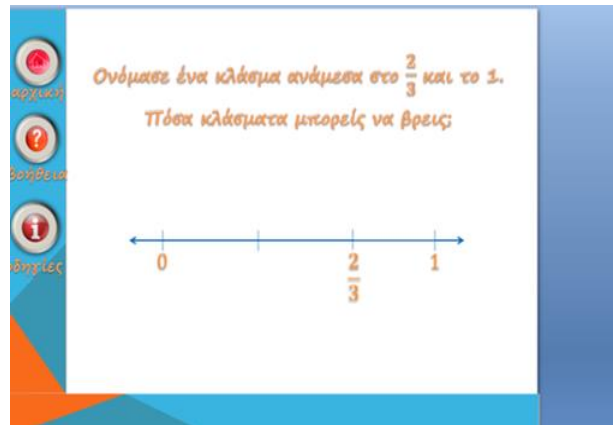 Ονόμασε ένα κλάσμα ανάμεσα στο 2/3 και το 1.
Πόσα κλάσματα μπορείς να βρεις;
αρχική
βοήθεια
οδηγίες
0
2/3
1